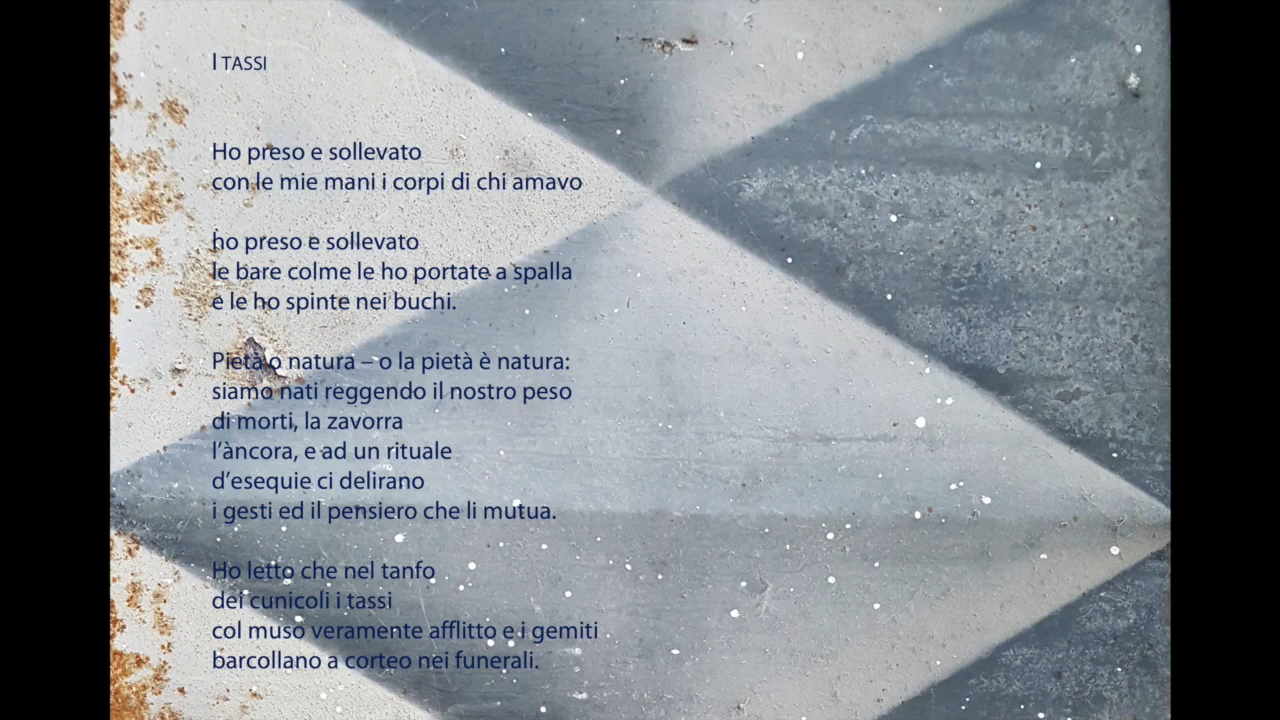 I TASSI
Ho preso e sollevato
con le mie mani i corpi di chi amavo
ho preso e sollevato
le bare colme le ho portate a spalla
e le ho spinte nei buchi.
Pietà o natura – o la pietà è natura:
siamo nati reggendo il nostro peso
di morti, la zavorra
l'àncora, e ad un rituale
d'esequie ci delirano
i gesti ed il pensiero che li mutua.
Ho letto che nel tanfo
dei cunicoli i tassi
col muso veramente afflitto e i gemiti
barcollano a corteo nei funerali.